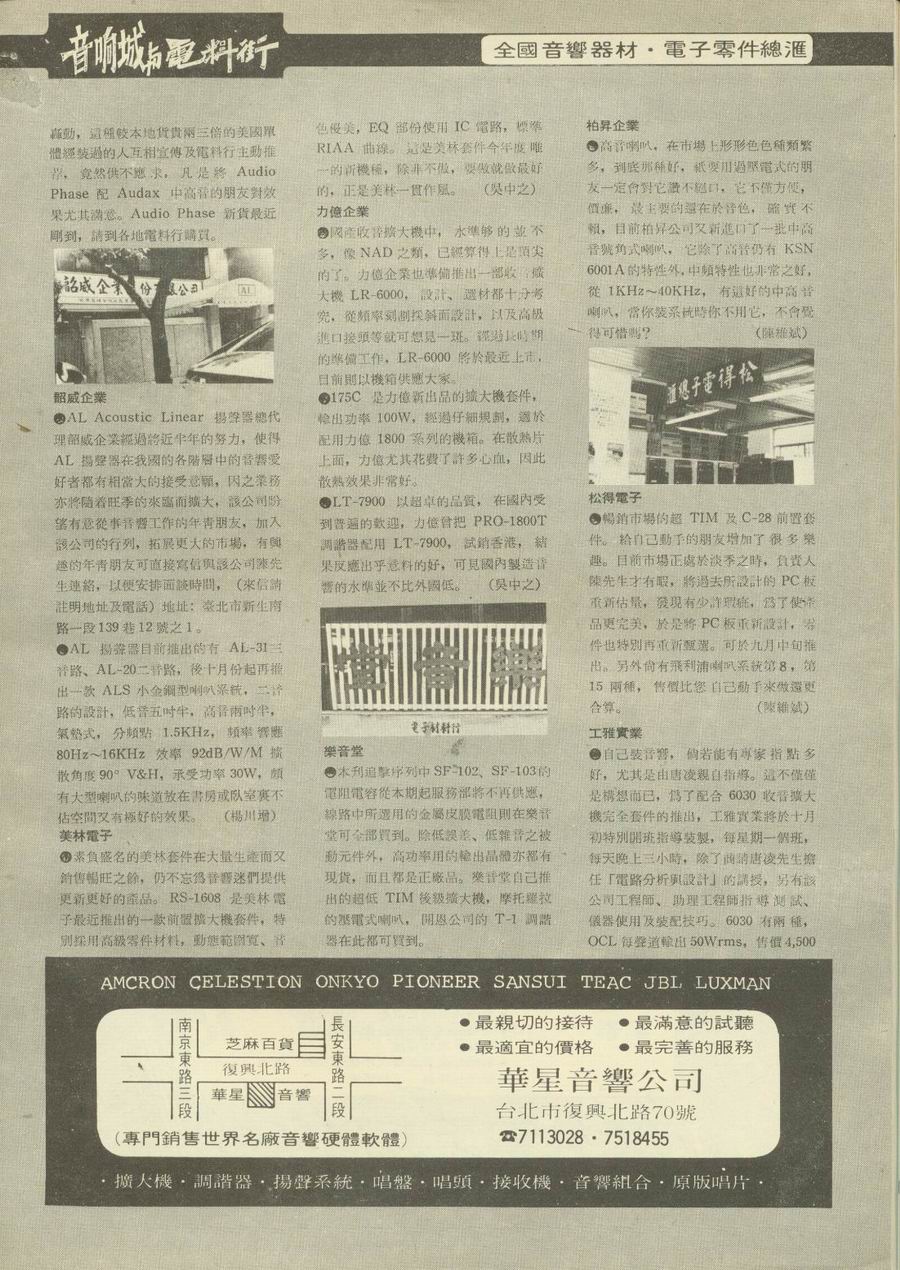 音响城与電料街
全國音響器材・電子零件總滙
轟動，這種較本地貨貴兩三倍的美國單
體經裝過的人互相宣傳及電料行主動推
荐，竟然供不應求，凡是將 Audio
Phase 配 Audax 中高音的朋友對效
果尤其滿意。Audio Phase 新貨最近
剛到，請到各地電料行購買。
韶威企業股份有限公司
AL
韶威企業
AL Acoustic Linear 揚聲器總代
理韶威企業經過將近半年的努力，使得
AL 揚聲器在我國的各階層中的音響愛
好者都有相當大的接受意願，因之業務
亦將隨着旺季的來臨而擴大，該公司盼
望有意從事音響工作的年青朋友，加入
該公司的行列，拓展更大的市場，有興
趣的年青朋友可直接寫信與該公司陳先
生連絡，以便安排面談時間，（來信請
註明地址及電話）地址：臺北市新生南
路一段139巷12號之1。
AL 揚聲器目前推出的有 AL-31三
音路、AL-20二音路，後十月份起再推
出一款 ALS 小金鋼型喇叭系統，二音
路的設計，低音五吋半，高音兩吋半，
氣墊式，分頻點 1.5KHz，頻率響應
80Hz～16KHz 效率 92dB/W/M 擴
散角度90° V&H，承受功率30W，頗
有大型喇叭的味道放在書房或臥室裏不
佔空間又有極好的效果。（楊川增）
美林電子
素負盛名的美林套件在大量生產而又
銷售暢旺之餘，仍不忘爲音響迷們提供
更新更好的產品。RS-1608 是美林電
子最近推出的一款前置擴大機套件，特
別採用高級零件材料，動態範圍寬、音
色優美，EQ 部份使用 IC 電路，標準
RIAA 曲線。這是美林套件今年度唯
一的新機種，除非不做，要做就做最好
的，正是美林一貫作風。（吳中之）
力億企業
國產收音擴大機中，水準够的並不
多，像NAD之類，已經算得上是頂尖
的了。力億企業也準備推出一部收、擴
大機 LR-6000，設計、選材都十分考
究，從頻率刻劃採斜面設計，以及高級
進口接頭等就可想見一斑。經過長時間
的準備工作，LR-6000 將於最近上市，
目前則以機箱供應大家。
175C 是力億新出品的擴大機套件，
輸出功率 100W，經過仔細規劃，適於
配用力億 1800 系列的機箱。在散熱片
上面，力億尤其花費了許多心血，因此
散熱效果非常好。
LT-7900 以超卓的品質，在國內受
到普遍的歡迎，力億曾把 PRO-1800T
調諧器配用 LT-7900，試銷香港，結
果反應出乎意料的好，可見國內製造音
響的水準並不比外國低。（吳中之）
堂音樂
樂音堂
本刋追擊序列中SF-102、SF-103的
電阻電容從本期起服務部將不再供應，
線路中所選用的金屬皮膜電阻則在樂音
堂可全部買到。除低誤差、低雜音之被
動元件外，高功率用的輸出晶體亦都有
現貨，而且都是正廠品。樂音堂自己推
出的超低 TIM 後級擴大機，摩托羅拉
的壓電式喇叭，開恩公司的 T-1 調諧
器在此都可買到。
柏昇企業
高音喇叭，在市場上形形色色種類繁
多，到底那種好，祇要用過壓電式的朋
友一定會對它讚不絕口，它不僅方便，
價廉，最主要的還在於音色，確實不
賴，目前柏昇公司又新進口了一批中高
音號角式喇叭，它除了高音仍有 KSN
6001A的特性外，中頻特性也非常之好，
從 1KHz～40KHz，有這好的中高音
喇叭，當你裝系統時你不用它，不會覺
得可惜嗎？（陳維斌）
松得電子總滙
松得電子
暢銷市場的超 TIM 及 C-28 前置套
件。給自己動手的朋友增加了很多樂
趣。目前市場正處於淡季之時，負責人
陳先生才有暇，將過去所設計的 PC 板
重新估量，發現有少許瑕疵，爲了使產
品更完美，於是將 PC 板重新設計，零
件也特別再重新甄選。可於九月中旬推
出。另外尙有飛利浦喇叭系統第 8，第
15 兩種，售價比您自己動手來做還更
合算。（陳維斌）
工雅實業
自己裝音響，倘若能有專家指點多
好，尤其是由唐凌親自指導。這不僅僅
是構想而已，爲了配合 6030 收音擴大
機完全套件的推出，工雅實業將於十月
初特別開班指導裝製，每星期一個班，
每天晚上三小時，除了商請唐凌先生擔
任「電路分析與設計」的講授，另有該
公司工程師、助理工程師指導測試、
儀器使用及裝配技巧。6030 有兩種，
OCL 每聲道輸出50Wrms，售價4,500
AMCRON CELESTION ONKYO PIONEER SANSUI TEAC JBL LUXMAN
南京東路三段
芝麻百貨
復興北路
華星音響
長安東路二段
（專門銷售世界名廠音響硬體軟體）
●最親切的接待 ●最滿意的試聽
●最適宜的價格 ●最完善的服務
華星音響公司
台北市復興北路70號
☎7113028・7518455
・擴大機・調諧器・揚聲系統・唱盤・唱頭・接收機・音響組合・原版唱片・